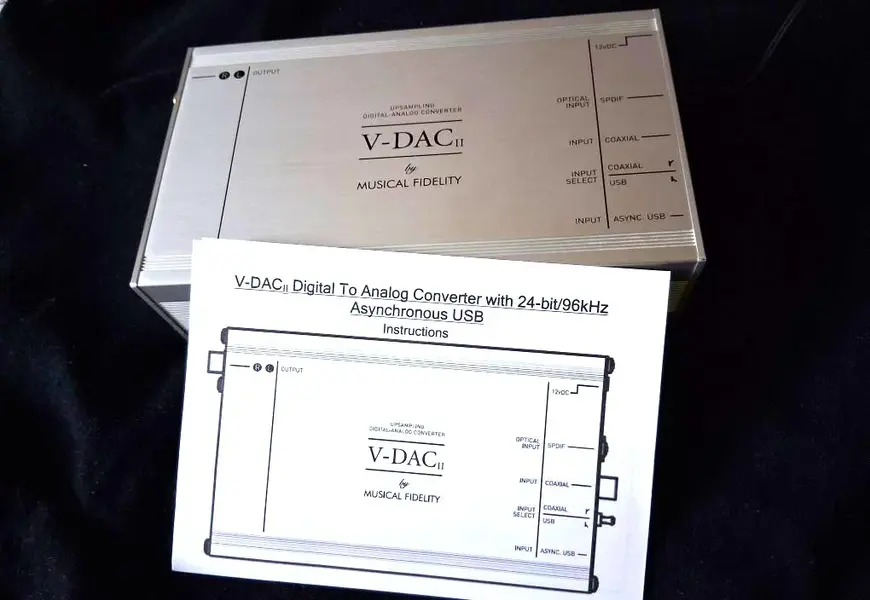 R L OUTPUT
UPSAMPLING
DIGITAL-ANALOG CONVERTER
V-DACII
by
MUSICAL FIDELITY
12vDC
OPTICAL
INPUT
SPDIF
INPUT
COAXIAL
INPUT
SELECT
COAXIAL
USB
INPUT
ASYNC. USB
V-DACII Digital To Analog Converter with 24-bit/96kHz
Asynchronous USB
Instructions
R L OUTPUT
UPSAMPLING
DIGITAL-ANALOG CONVERTER
V-DACII
by
MUSICAL FIDELITY
12vDC
OPTICAL
INPUT
SPDIF
INPUT
COAXIAL
INPUT
SELECT
COAXIAL
USB
INPUT
ASYNC. USB